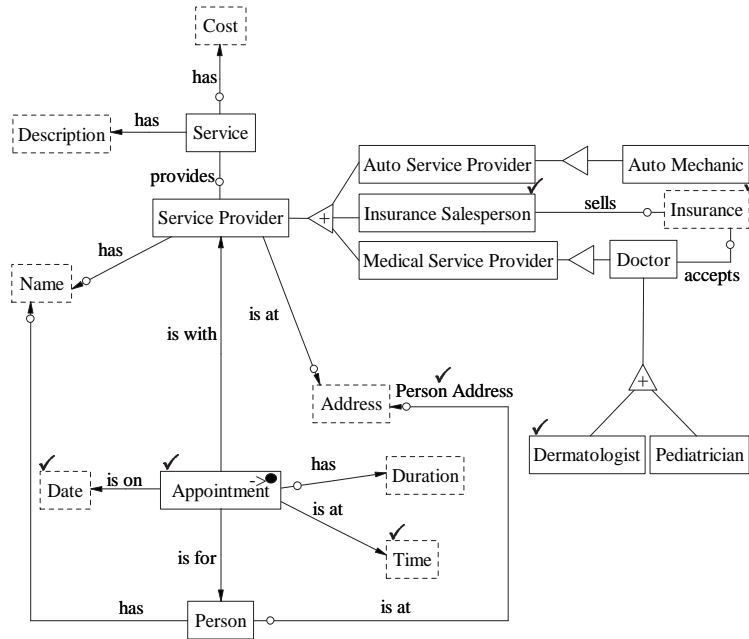 Cost
has
Description
has
Service
provides
Auto Service Provider
Auto Mechanic
Service Provider
+
Insurance Salesperson
sells
Insurance
has
Medical Service Provider
Doctor
accepts
Name
is with
is at
Address
Person Address
+
Dermatologist
Pediatrician
Date
is on
Appointment
->
has
Duration
is at
Time
is for
has
Person
is at